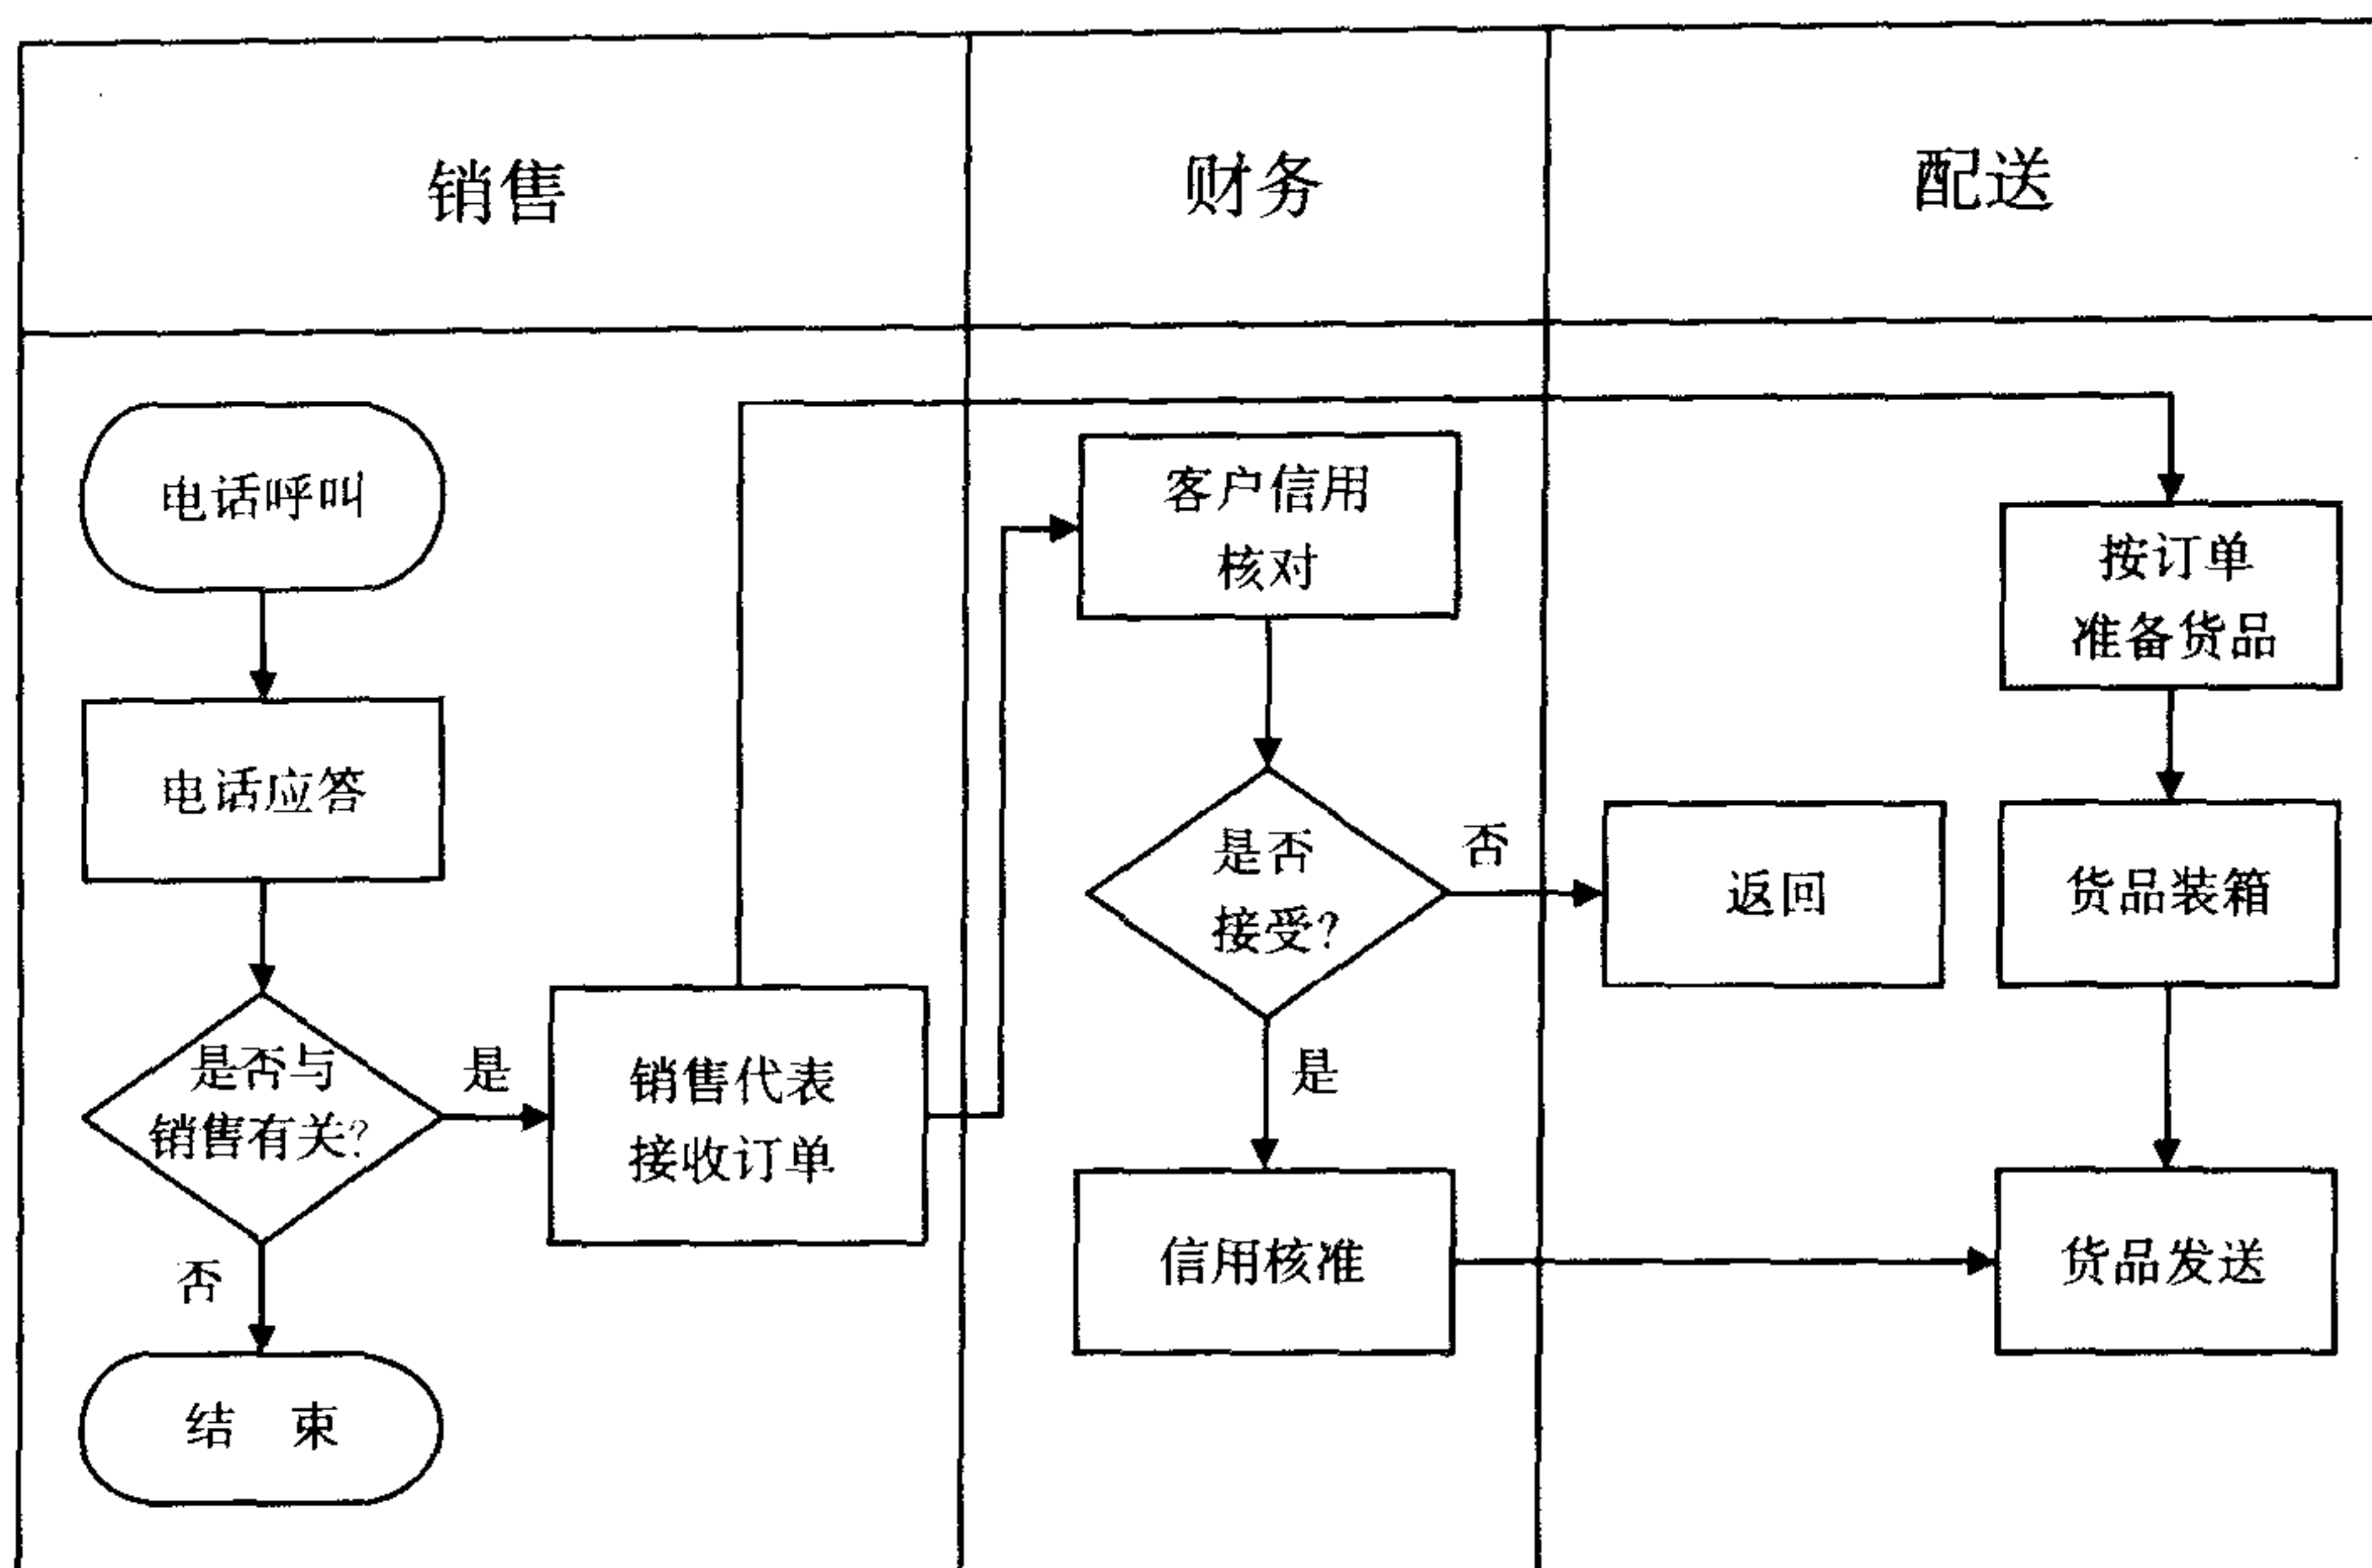 销售
财务
配送
电话呼叫
电话应答
是否与
销售有关?
是
否
结 束
销售代表
接收订单
客户信用
核对
是否
接受?
否
是
信用核准
返回
按订单
准备货品
货品装箱
货品发送